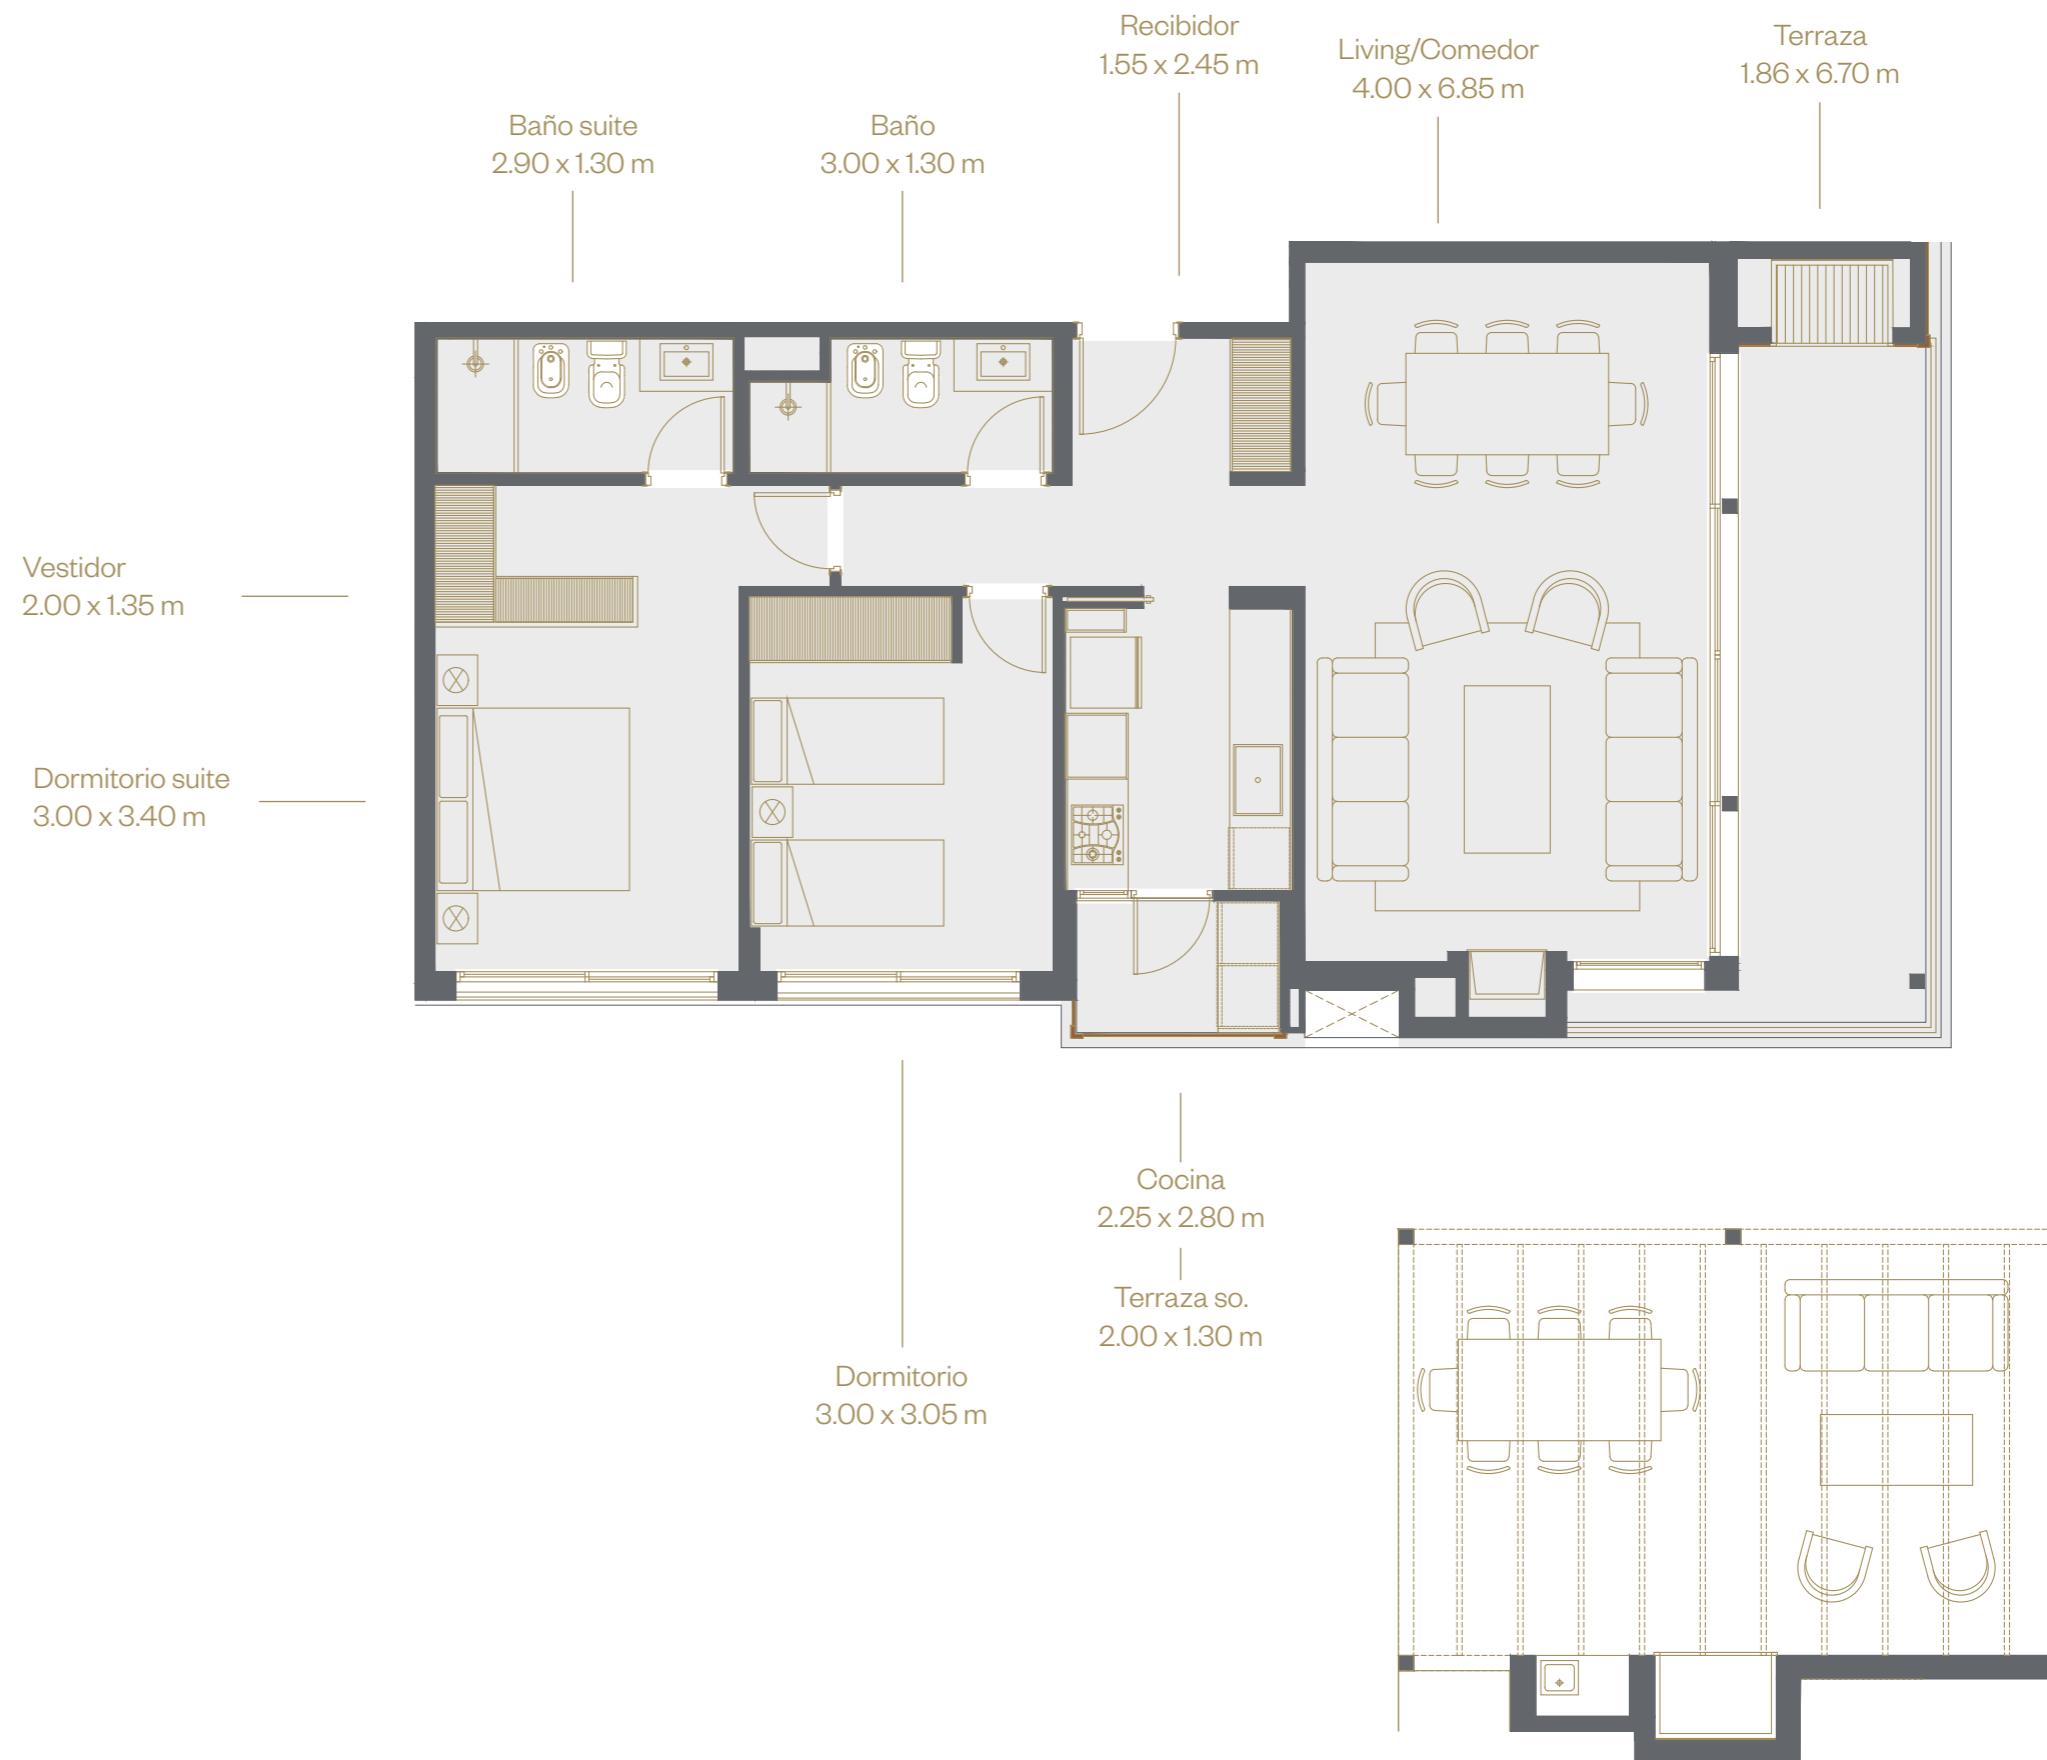 Recibidor
1.55 x 2.45 m
Living/Comedor
4.00 x 6.85 m
Terraza
1.86 x 6.70 m
Baño suite
2.90 x 1.30 m
Baño
3.00 x 1.30 m
Vestidor
2.00 x 1.35 m
Dormitorio suite
3.00 x 3.40 m
Cocina
2.25 x 2.80 m
Terraza so.
2.00 x 1.30 m
Dormitorio
3.00 x 3.05 m